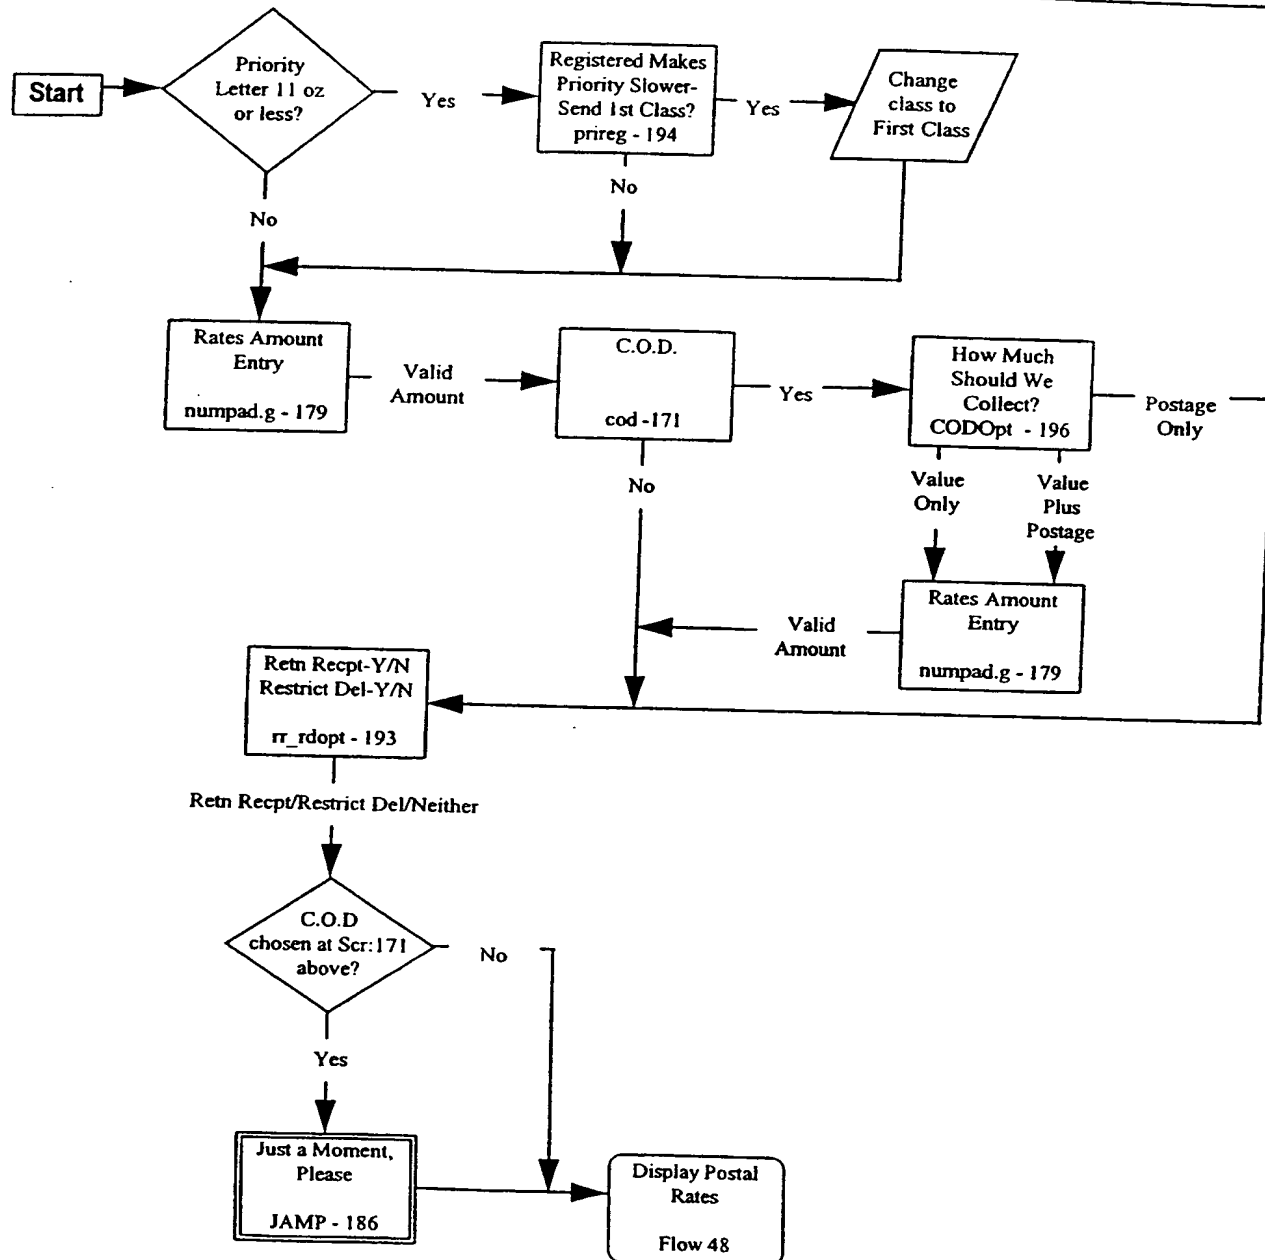 Start
Priority
Letter 11 oz
or less?
Yes
Registered Makes
Priority Slower-
Send 1st Class?
prireg - 194
Yes
Change
class to
First Class
No
No
Rates Amount
Entry
numpad.g - 179
Valid
Amount
C.O.D.
cod -171
Yes
How Much
Should We
Collect?
CODOpt - 196
Postage
Only
No
Value
Only
Value
Plus
Postage
Rates Amount
Entry
numpad.g - 179
Valid
Amount
Retn Recpt-Y/N
Restrict Del-Y/N
rr_rdopt - 193
Retn Recpt/Restrict Del/Neither
C.O.D
chosen at Scr:171
above?
No
Yes
Just a Moment,
Please
JAMP - 186
Display Postal
Rates
Flow 48